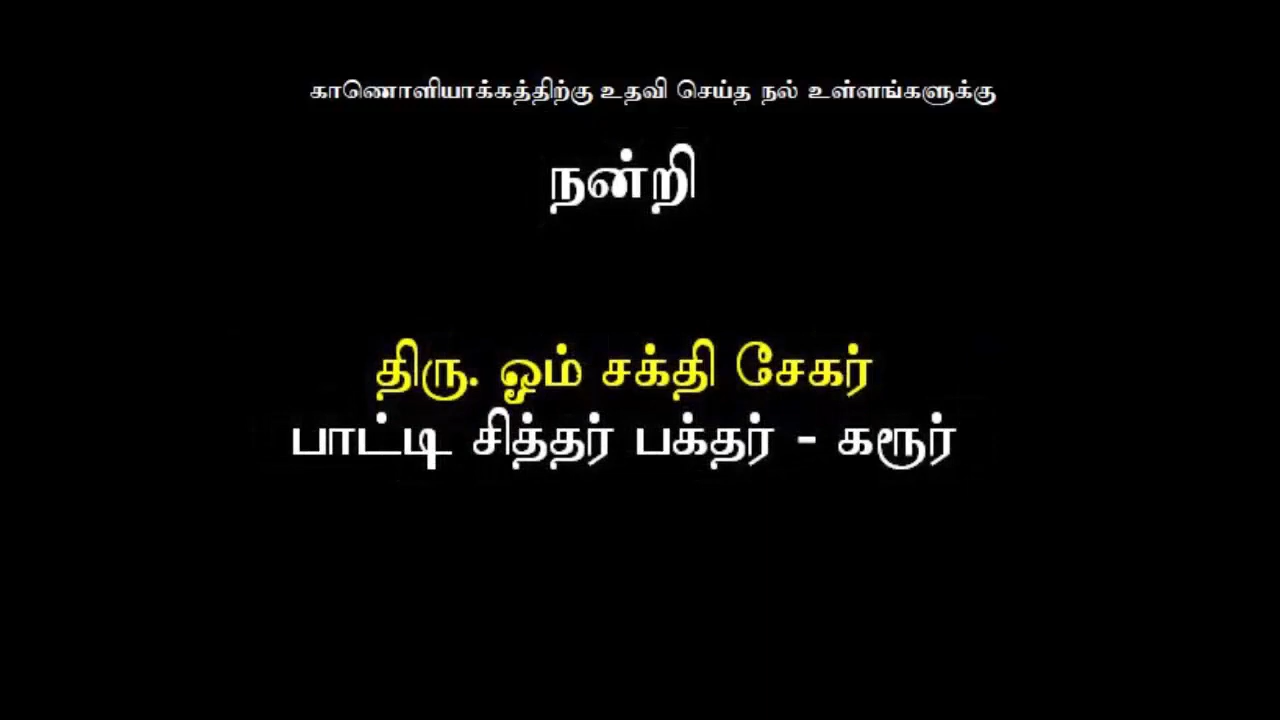 காணொளியாக்கத்திற்கு உதவி செய்த நல் உள்ளங்களுக்கு
நன்றி
திரு. ஓம் சக்தி சேகர்
பாட்டி சித்தர் பக்தர் - கரூர்